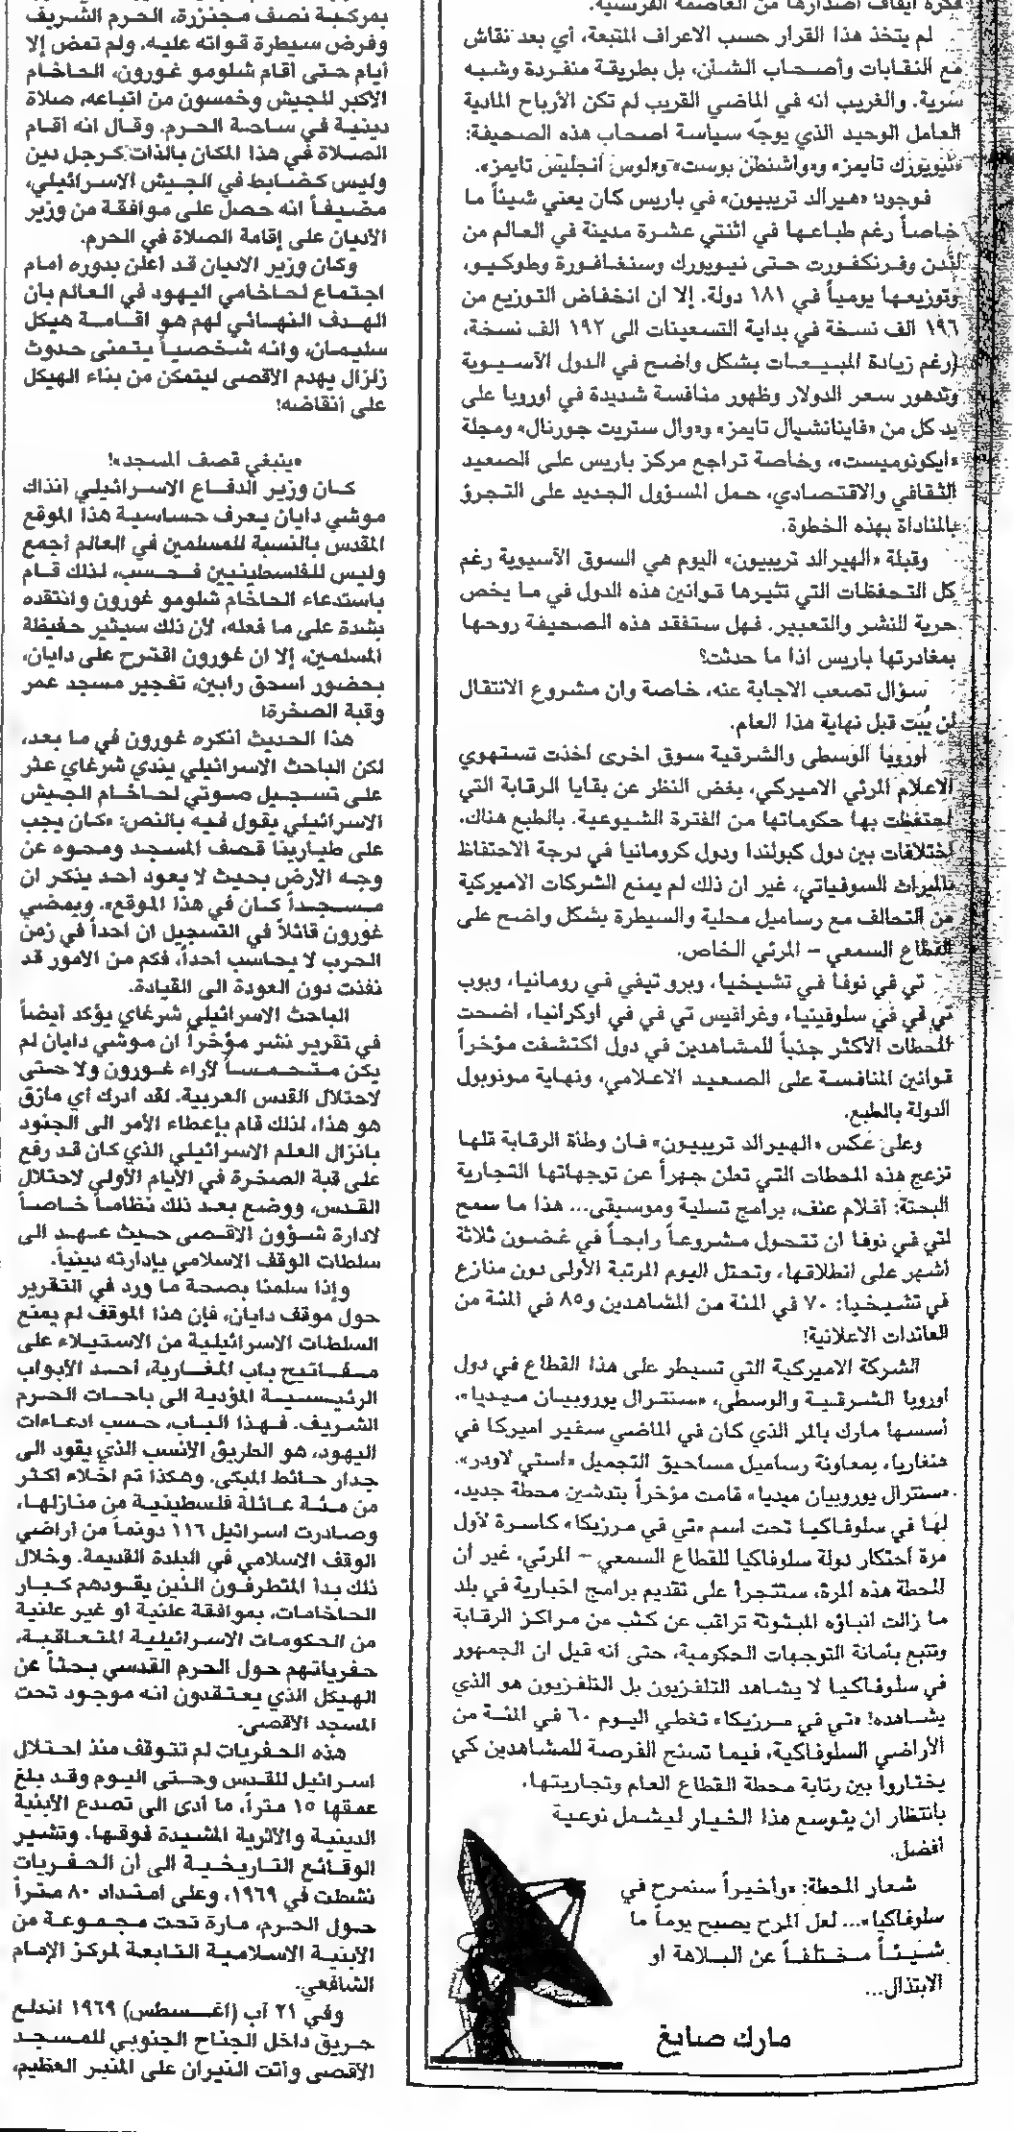 فكرة ايقاف اصدارها من العاصمة الفرنسية.
لم يتخذ هذا القرار حسب الاعراف المتبعة، أي بعد نقاش
مع النقابات وأصحاب الشأن، بل بطريقة منفردة وشبه
سرية. والغريب انه في الماضي القريب لم تكن الأرباح المادية
العامل الوحيد الذي يوجه سياسة اصحاب هذه الصحيفة:
«نيويورك تايمز» و«واشنطن بوست» و«لوس انجليس تايمز».
فوجود «هيرالد تريبيون» في باريس كان يعني شيئاً ما
خاصاً رغم طباعتها في اثنتي عشرة مدينة في العالم من
لندن وفرنكفورت حتى نيويورك وسنغافورة وطوكيو،
وتوزيعها يومياً في ١٨١ دولة. إلا ان انخفاض التوزيع من
١٩٦ الف نسخة في بداية التسعينات الى ١٩٢ الف نسخة،
(رغم زيادة المبيعات بشكل واضح في الدول الآسيوية
وتدهور سعر الدولار وظهور منافسة شديدة في اوروبا على
يد كل من «فاينانشيال تايمز» و«وال ستريت جورنال» ومجلة
«ايكونوميست»، وخاصة تراجع مركز باريس على الصعيد
الثقافي والاقتصادي، حمل المسؤول الجديد على التجرؤ
بالمناداة بهذه الخطوة.
وقبلة «الهيرالد تريبيون» اليوم هي السوق الآسيوية رغم
كل التحفظات التي تثيرها قوانين هذه الدول في ما يخص
حرية للنشر والتعبير. فهل ستفقد هذه الصحيفة روحها
بمغادرتها باريس اذا ما حدثت؟
سؤال تصعب الاجابة عنه، خاصة وان مشروع الانتقال
لن يُبَت قبل نهاية هذا العام.
أوروبا الوسطى والشرقية سوق اخرى اخذت تستهوي
الاعلام المرئي الاميركي، بغض النظر عن بقايا الرقابة التي
احتفظت بها حكوماتها من الفترة الشيوعية. بالطبع هناك،
اختلافات بين دول كبولندا ودول كرومانيا في درجة الاحتفاظ
بالميراث السوفياتي، غير ان ذلك لم يمنع الشركات الاميركية
من التحالف مع رساميل محلية والسيطرة بشكل واضح على
القطاع السمعي - المرئي الخاص.
تي في نوفا في تشيخيا، وبرو تيفي في رومانيا، وبوب
تي في في سلوفينيا، وغرافيس تي في في اوكرانيا، أضحت
المحطات الأكثر جذباً للمشاهدين في دول اكتشفت مؤخراً
قوانين المنافسة على الصعيد الاعلامي، ونهاية مونوبول
الدولة بالطبع.
وعلى عكس «الهيرالد تريبيون» فان وطأة الرقابة قلما
تزعج هذه المحطات التي تعلن جهراً عن توجهاتها التجارية
البحتة: أفلام عنف، برامج تسلية وموسيقى... هذا ما سمح
لتي في نوفا ان تتحول مشروعاً رابحاً في غضون ثلاثة
أشهر على انطلاقتها، وتحتل اليوم المرتبة الأولى دون منازع
في تشيخيا: ٧٠ في المئة من المشاهدين و٨٥ في المئة من
العائدات الاعلانية!
الشركة الاميركية التي تسيطر على هذا القطاع في دول
أوروبا الشرقية والوسطى، «سنترال يوروبيان ميديا»،
أسسها مارك بالمر الذي كان في الماضي سفير اميركا في
هنغاريا، بمعاونة رساميل مساحيق التجميل «استي لاودر».
«سنترال يوروبيان ميديا» قامت مؤخراً بتدشين محطة جديد،
لها في سلوفاكيا تحت اسم «تي في مرزيكا» كاسرة لأول
مرة احتكار دولة سلوفاكيا للقطاع السمعي - المرئي، غير ان
المحطة هذه المرة، ستتجرأ على تقديم برامج اخبارية في بلد
ما زالت انباؤه المبثوثة تراقب عن كثب من مراكز الرقابة
وتتبع بأمانة التوجهات الحكومية، حتى انه قيل ان الجمهور
في سلوفاكيا لا يشاهد التلفزيون بل التلفزيون هو الذي
يشاهده! «تي في مرزيكا» تغطي اليوم ٦٠ في المئة من
الأراضي السلوفاكية، فيما تسنح الفرصة للمشاهدين كي
يختاروا بين رتابة محطة القطاع العام وتجاريتها،
بانتظار ان يتوسع هذا الخيار ليشمل نوعية
أفضل.
شعار المحطة: «وأخيراً سنمرح في
سلوفاكيا»... لعل المرح يصبح يوماً ما
شيئاً مختلفاً عن البلاهة او
الابتذال...
مارك صايغ
بمركبة نصف مجنزرة، الحرم الشريف
وفرض سيطرة قواته عليه. ولم تمض إلا
أيام حتى أقام شلومو غورون، الحاخام
الأكبر للجيش وخمسون من اتباعه، صلاة
دينية في ساحة الحرم. وقال انه أقام
الصلاة في هذا المكان بالذات كرجل دين
وليس كضابط في الجيش الاسرائيلي،
مضيفاً انه حصل على موافقة من وزير
الأديان على إقامة الصلاة في الحرم.
وكان وزير الاديان قد أعلن بدوره أمام
اجتماع لحاخامي اليهود في العالم بأن
الهدف النهائي لهم هو اقامة هيكل
سليمان، وانه شخصياً يتمنى حدوث
زلزال يهدم الأقصى ليتمكن من بناء الهيكل
على أنقاضه!
«ينبغي قصف المسجد»!
كان وزير الدفاع الاسرائيلي آنذاك
موشي دايان يعرف حساسية هذا الموقع
المقدس بالنسبة للمسلمين في العالم أجمع
وليس للفلسطينيين فحسب، لذلك قام
باستدعاء الحاخام شلومو غورون وانتقده
بشدة على ما فعله، لأن ذلك سيثير حفيظة
المسلمين، إلا ان غورون اقترح على دايان،
بحضور اسحق رابين، تفجير مسجد عمر
وقبة الصخرة!
هذا الحديث أنكره غورون في ما بعد،
لكن الباحث الاسرائيلي يندي شرغاي عثر
على تسجيل صوتي لحاخام الجيش
الاسرائيلي يقول فيه بالنص: «كان يجب
على طيارينا قصف المسجد ومحوه عن
وجه الأرض بحيث لا يعود احد يذكر ان
مسجداً كان في هذا الموقع». ويمضي
غورون قائلاً في التسجيل ان أحداً في زمن
الحرب لا يحاسب أحداً، فكم من الأمور قد
نفذت دون العودة الى القيادة.
الباحث الاسرائيلي شرغاي يؤكد أيضاً
في تقرير نشر مؤخراً ان موشي دايان لم
يكن متحمساً لآراء غورون ولا حتى
لاحتلال القدس العربية. لقد أدرك أي مأزق
هو هذا، لذلك قام بإعطاء الأمر الى الجنود
بانزال العلم الاسرائيلي الذي كان قد رفع
على قبة الصخرة في الأيام الأولى لاحتلال
القدس، ووضع بعد ذلك نظاماً خاصاً
لادارة شؤون الأقصى حيث عهد الى
سلطات الوقف الاسلامي بإدارته دينياً.
وإذا سلمنا بصحة ما ورد في التقرير
حول موقف دايان، فإن هذا الموقف لم يمنع
السلطات الاسرائيلية من الاستيلاء على
مفاتيح باب المغاربة، أحد الأبواب
الرئيسية المؤدية الى باحات الحرم
الشريف. فهذا الباب، حسب ادعاءات
اليهود، هو الطريق الأنسب الذي يقود الى
جدار حائط المبكى. وهكذا تم اخلاء أكثر
من مئة عائلة فلسطينية من منازلها،
وصادرت اسرائيل ١١٦ دونماً من أراضي
الوقف الاسلامي في البلدة القديمة. وخلال
ذلك بدأ المتطرفون الذين يقودهم كبار
الحاخامات، بموافقة علنية أو غير علنية
من الحكومات الاسرائيلية المتعاقبة،
حفرياتهم حول الحرم القدسي بحثاً عن
الهيكل الذي يعتقدون انه موجود تحت
المسجد الأقصى.
هذه الحفريات لم تتوقف منذ احتلال
اسرائيل للقدس وحتى اليوم وقد بلغ
عمقها ١٥ متراً، ما أدى الى تصدع الأبنية
الدينية والأثرية المشيدة فوقها. وتشير
الوقائع التاريخية الى أن الحفريات
نشطت في ١٩٦٩، وعلى امتداد ٨٠ متراً
حول الحرم، مارة تحت مجموعة من
الأبنية الاسلامية التابعة لمركز الإمام
الشافعي.
وفي ٢١ آب (أغسطس) ١٩٦٩ اندلع
حريق داخل الجناح الجنوبي للمسجد
الأقصى وأتت النيران على المنبر العظيم،